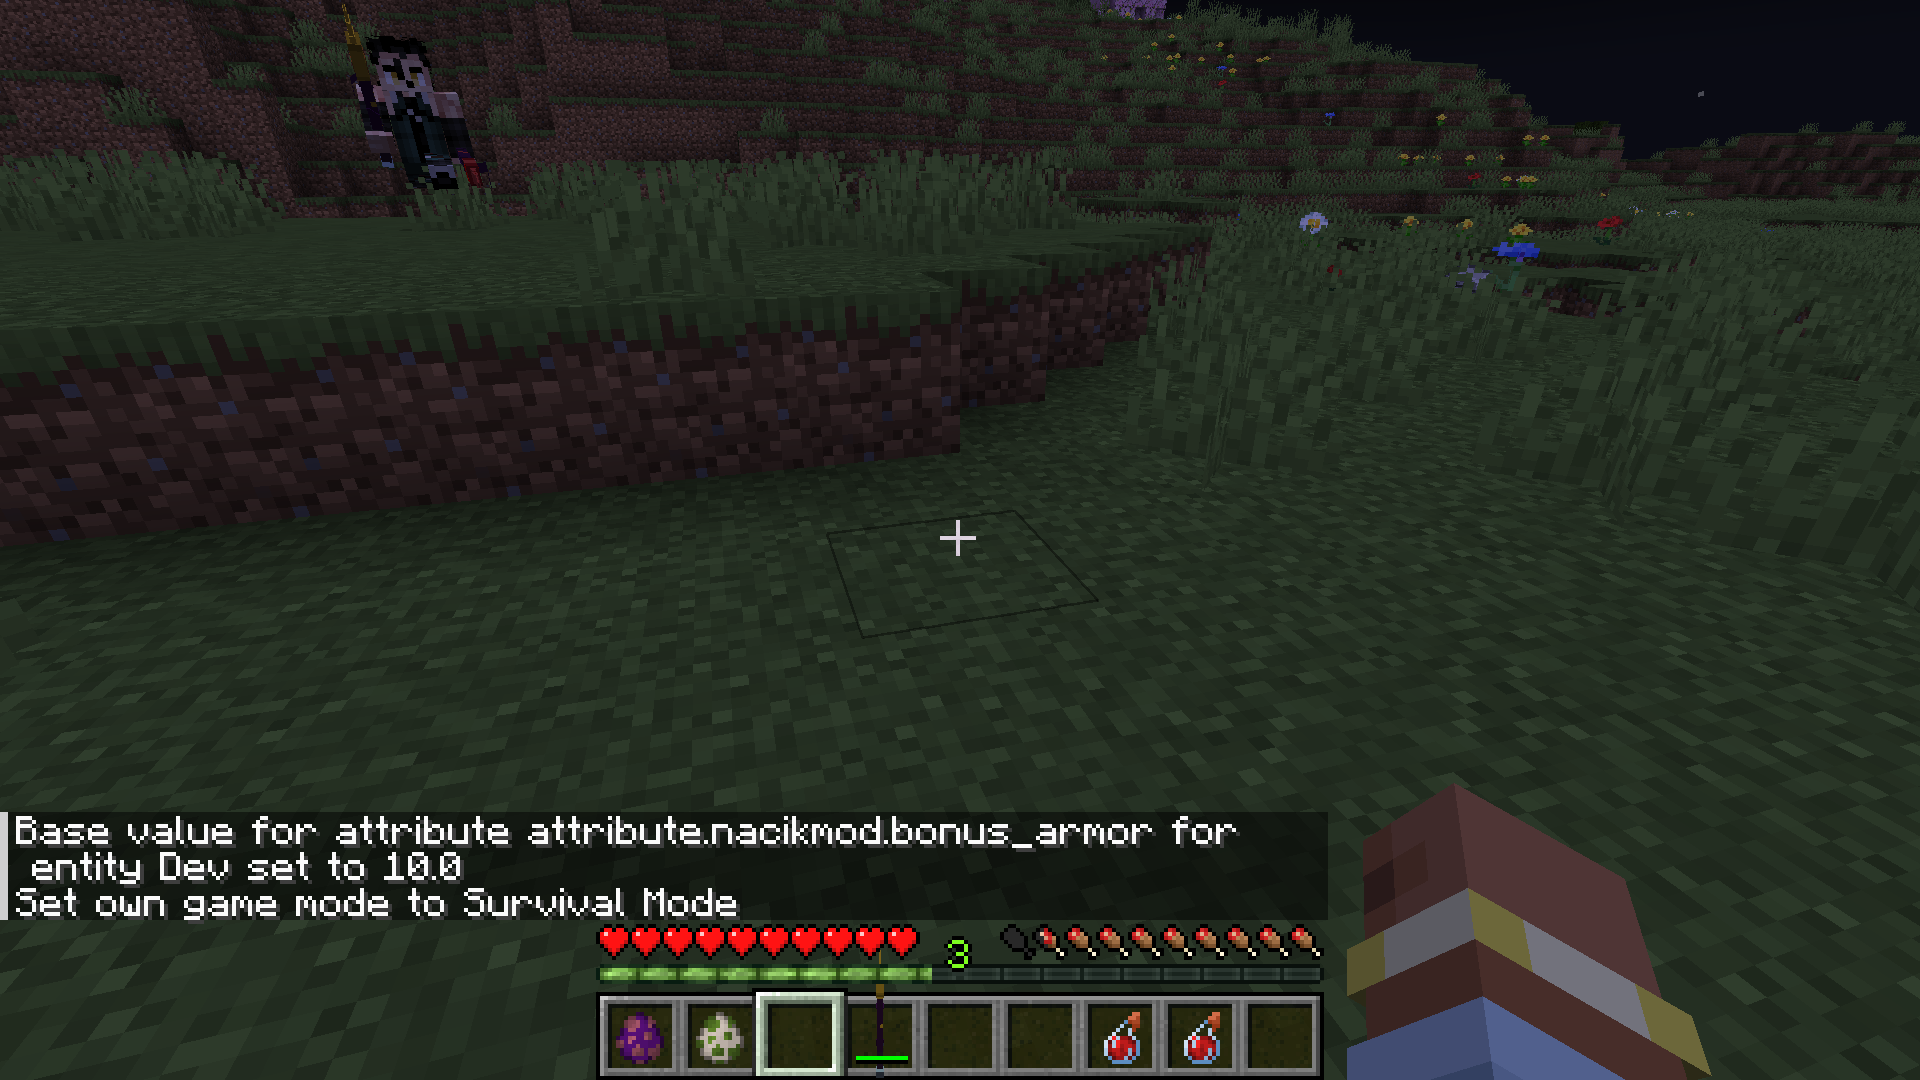 Base value for attribute attribute.nacikmod.bonus_armor for
entity Dev set to 10.0
Set own game mode to Survival Mode
3